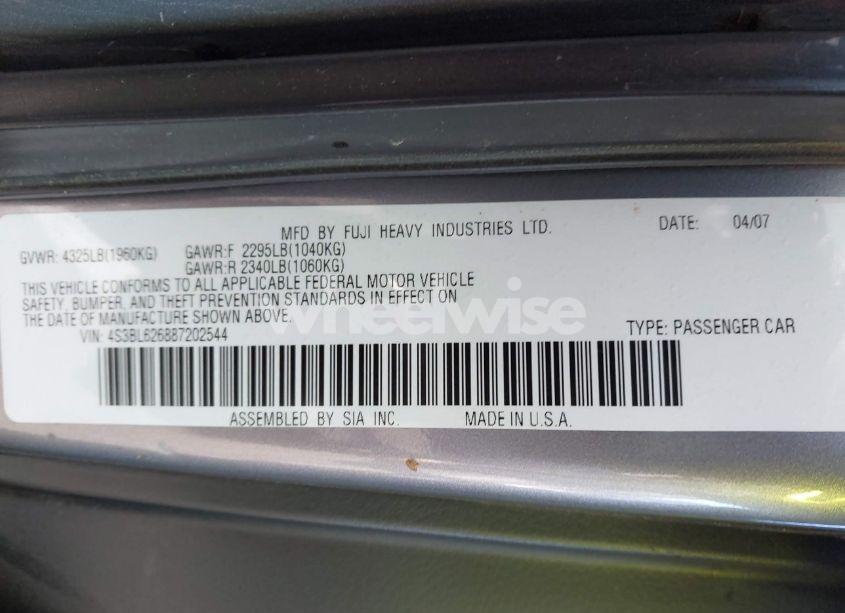 MFD BY FUJI HEAVY INDUSTRIES LTD. DATE: 04/07
GVWR: 4325LB(1960KG) GAWR:F 2295LB(1040KG)
GAWR:R 2340LB(1060KG)
THIS VEHICLE CONFORMS TO ALL APPLICABLE FEDERAL MOTOR VEHICLE
SAFETY, BUMPER, AND THEFT PREVENTION STANDARDS IN EFFECT ON
THE DATE OF MANUFACTURE SHOWN ABOVE.
wheelwise
VIN: 4S3BL626887202544 TYPE: PASSENGER CAR
ASSEMBLED BY SIA INC. MADE IN U.S.A.